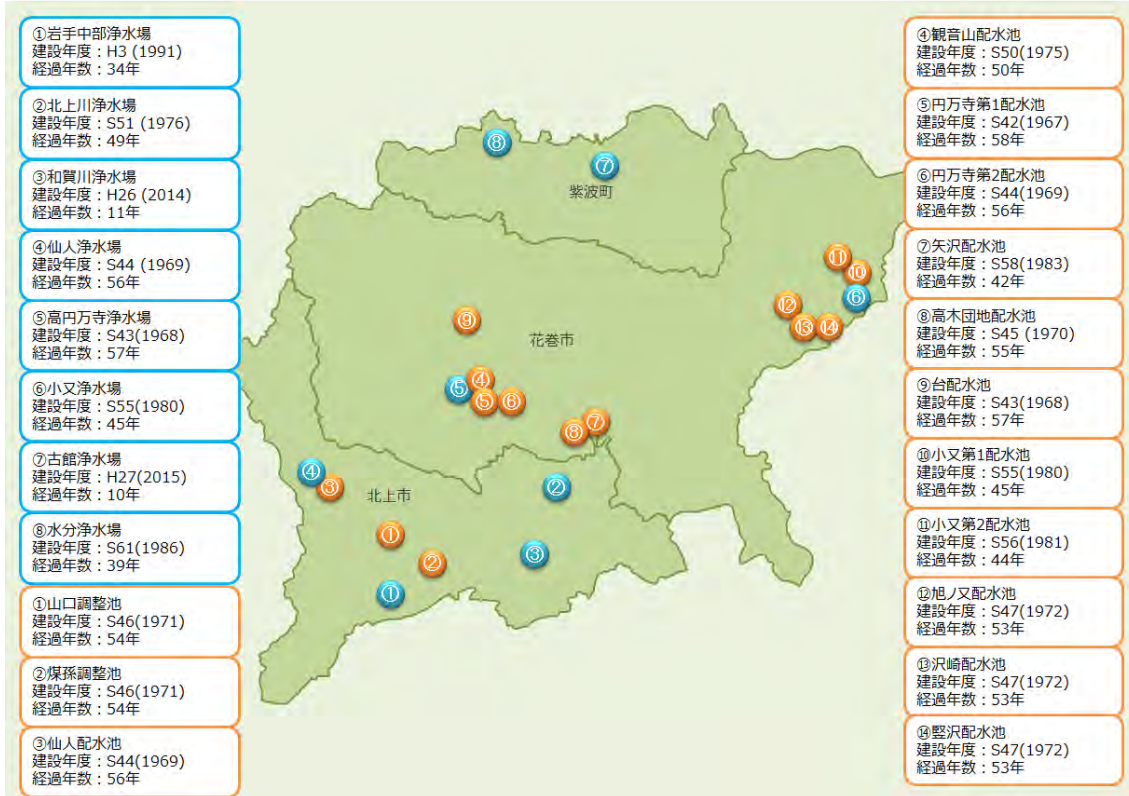 ①岩手中部浄水場
建設年度：H3 (1991)
経過年数：34年
②北上川浄水場
建設年度：S51 (1976)
経過年数：49年
③和賀川浄水場
建設年度：H26 (2014)
経過年数：11年
④仙人浄水場
建設年度：S44 (1969)
経過年数：56年
⑤高円万寺浄水場
建設年度：S43(1968)
経過年数：57年
⑥小又浄水場
建設年度：S55(1980)
経過年数：45年
⑦古館浄水場
建設年度：H27(2015)
経過年数：10年
⑧水分浄水場
建設年度：S61(1986)
経過年数：39年
①山口調整池
建設年度：S46(1971)
経過年数：54年
②煤孫調整池
建設年度：S46(1971)
経過年数：54年
③仙人配水池
建設年度：S44(1969)
経過年数：56年
⑧
⑦
紫波町
⑪
⑩
⑥
⑫
⑬
⑭
⑨
花巻市
⑤
④
⑤
⑥
⑧
⑦
④
③
北上市
②
①
②
③
①
④観音山配水池
建設年度：S50(1975)
経過年数：50年
⑤円万寺第1配水池
建設年度：S42(1967)
経過年数：58年
⑥円万寺第2配水池
建設年度：S44(1969)
経過年数：56年
⑦矢沢配水池
建設年度：S58(1983)
経過年数：42年
⑧高木団地配水池
建設年度：S45 (1970)
経過年数：55年
⑨台配水池
建設年度：S43(1968)
経過年数：57年
⑩小又第1配水池
建設年度：S55(1980)
経過年数：45年
⑪小又第2配水池
建設年度：S56(1981)
経過年数：44年
⑫旭ノ又配水池
建設年度：S47(1972)
経過年数：53年
⑬沢崎配水池
建設年度：S47(1972)
経過年数：53年
⑭竪沢配水池
建設年度：S47(1972)
経過年数：53年